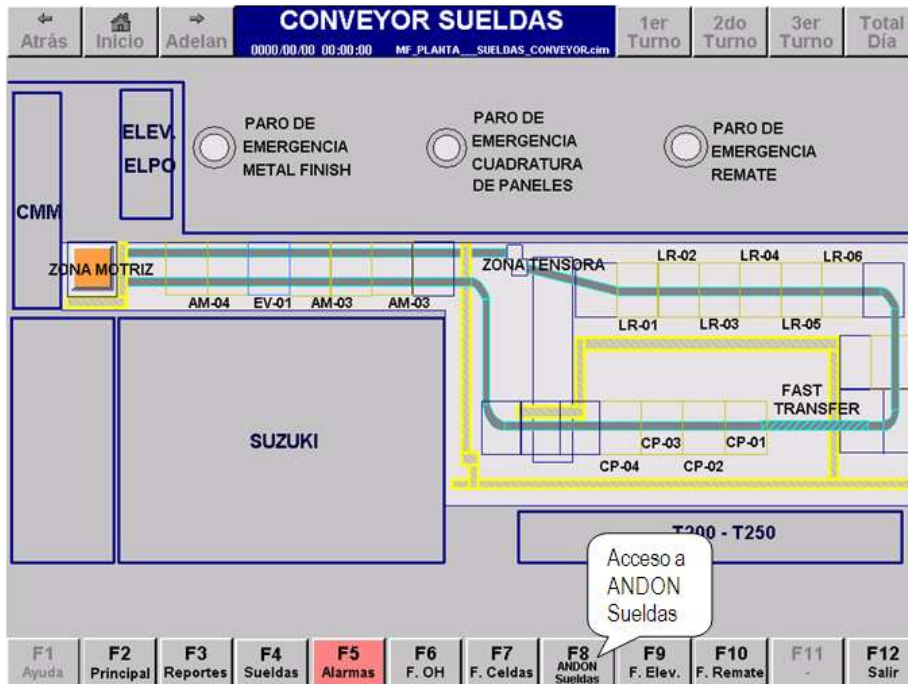 Atrás
Inicio
Adelan
CONVEYOR SUELDAS
0000/00/00 00:00:00 MF_PLANTA___SUELDAS_CONVEYOR.cim
1er
Turno
2do
Turno
3er
Turno
Total
Día
ELEV.
ELPO
PARO DE
EMERGENCIA
METAL FINISH
PARO DE
EMERGENCIA
CUADRATURA
DE PANELES
PARO DE
EMERGENCIA
REMATE
CMM
ZONA MOTRIZ
ZONA TENSORA
LR-02
LR-04
LR-06
AM-04
EV-01
AM-03
AM-03
LR-01
LR-03
LR-05
FAST
TRANSFER
SUZUKI
CP-03
CP-01
CP-04
CP-02
T200 - T250
Acceso a
ANDON
Sueldas
F1
Ayuda
F2
Principal
F3
Reportes
F4
Sueldas
F5
Alarmas
F6
F. OH
F7
F. Celdas
F8
ANDON
Sueldas
F9
F. Elev.
F10
F. Remate
F11
-
F12
Salir